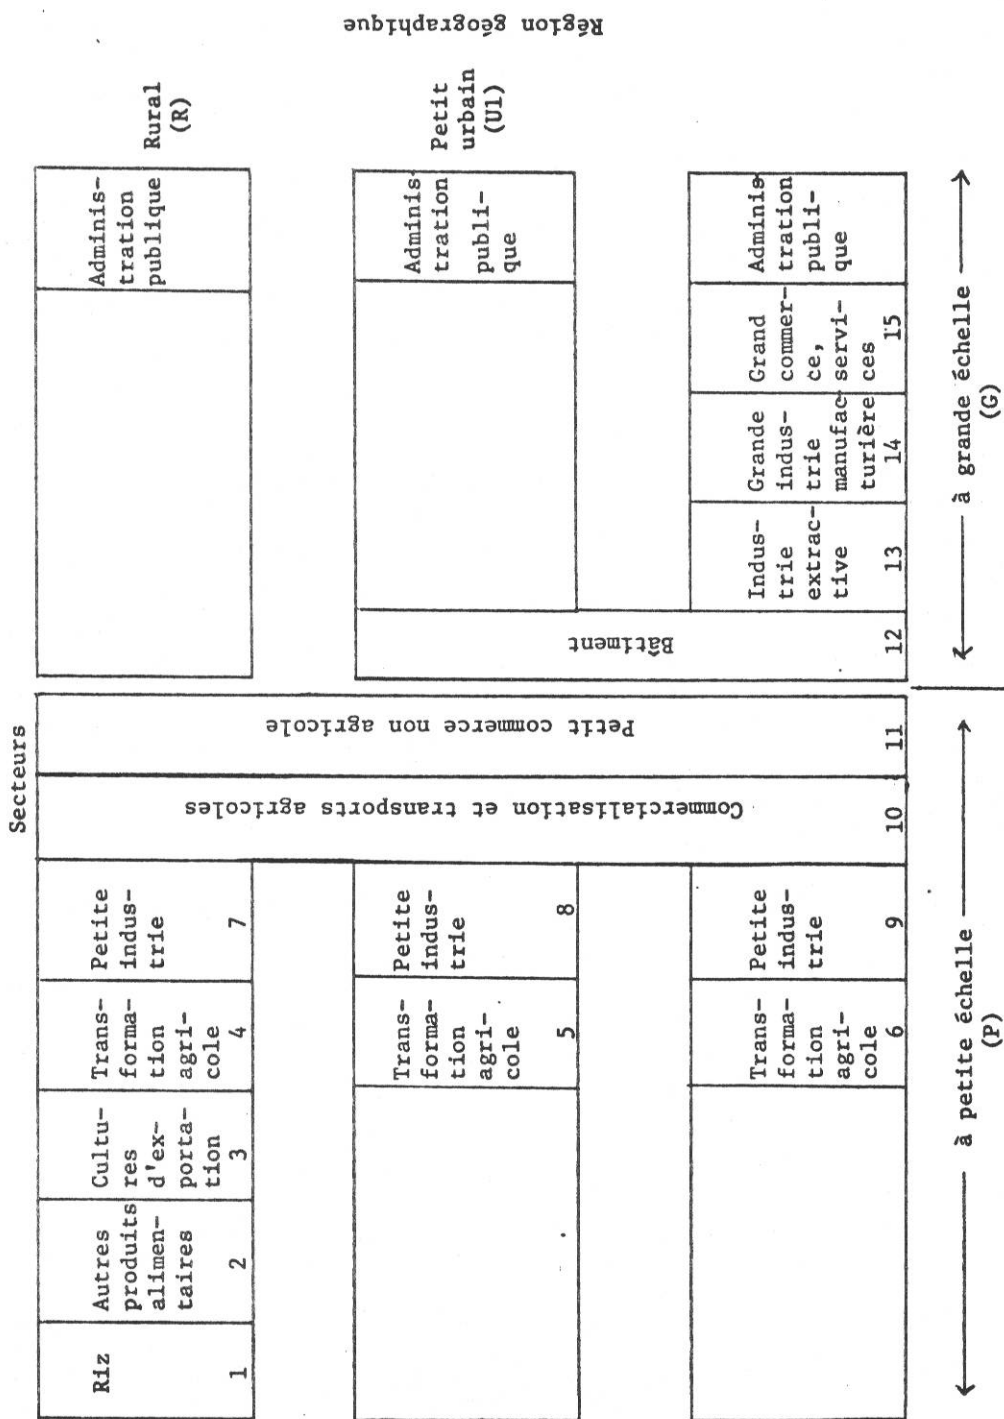 Secteurs
Région géographique
Riz
1
Autres
produits
alimen-
taires
2
Cultu-
res
d'ex-
porta-
tion
3
Trans-
forma-
tion
agri-
cole
4
Petite
indus-
trie
7
Commercialisation et transports agricoles
10
Petit commerce non agricole
11
Adminis-
tration
publique
Rural
(R)
Trans-
forma-
tion
agri-
cole
5
Petite
indus-
trie
8
Bâtiment
12
Adminis-
tration
publi-
que
Petit
urbain
(U1)
Trans-
forma-
tion
agri-
cole
6
Petite
indus-
trie
9
Indus-
trie
extrac-
tive
13
Grande
indus-
trie
manufac-
turière
14
Grand
commer-
ce,
servi-
ces
15
Adminis
tration
publi-
que
à petite échelle
(P)
à grande échelle
(G)